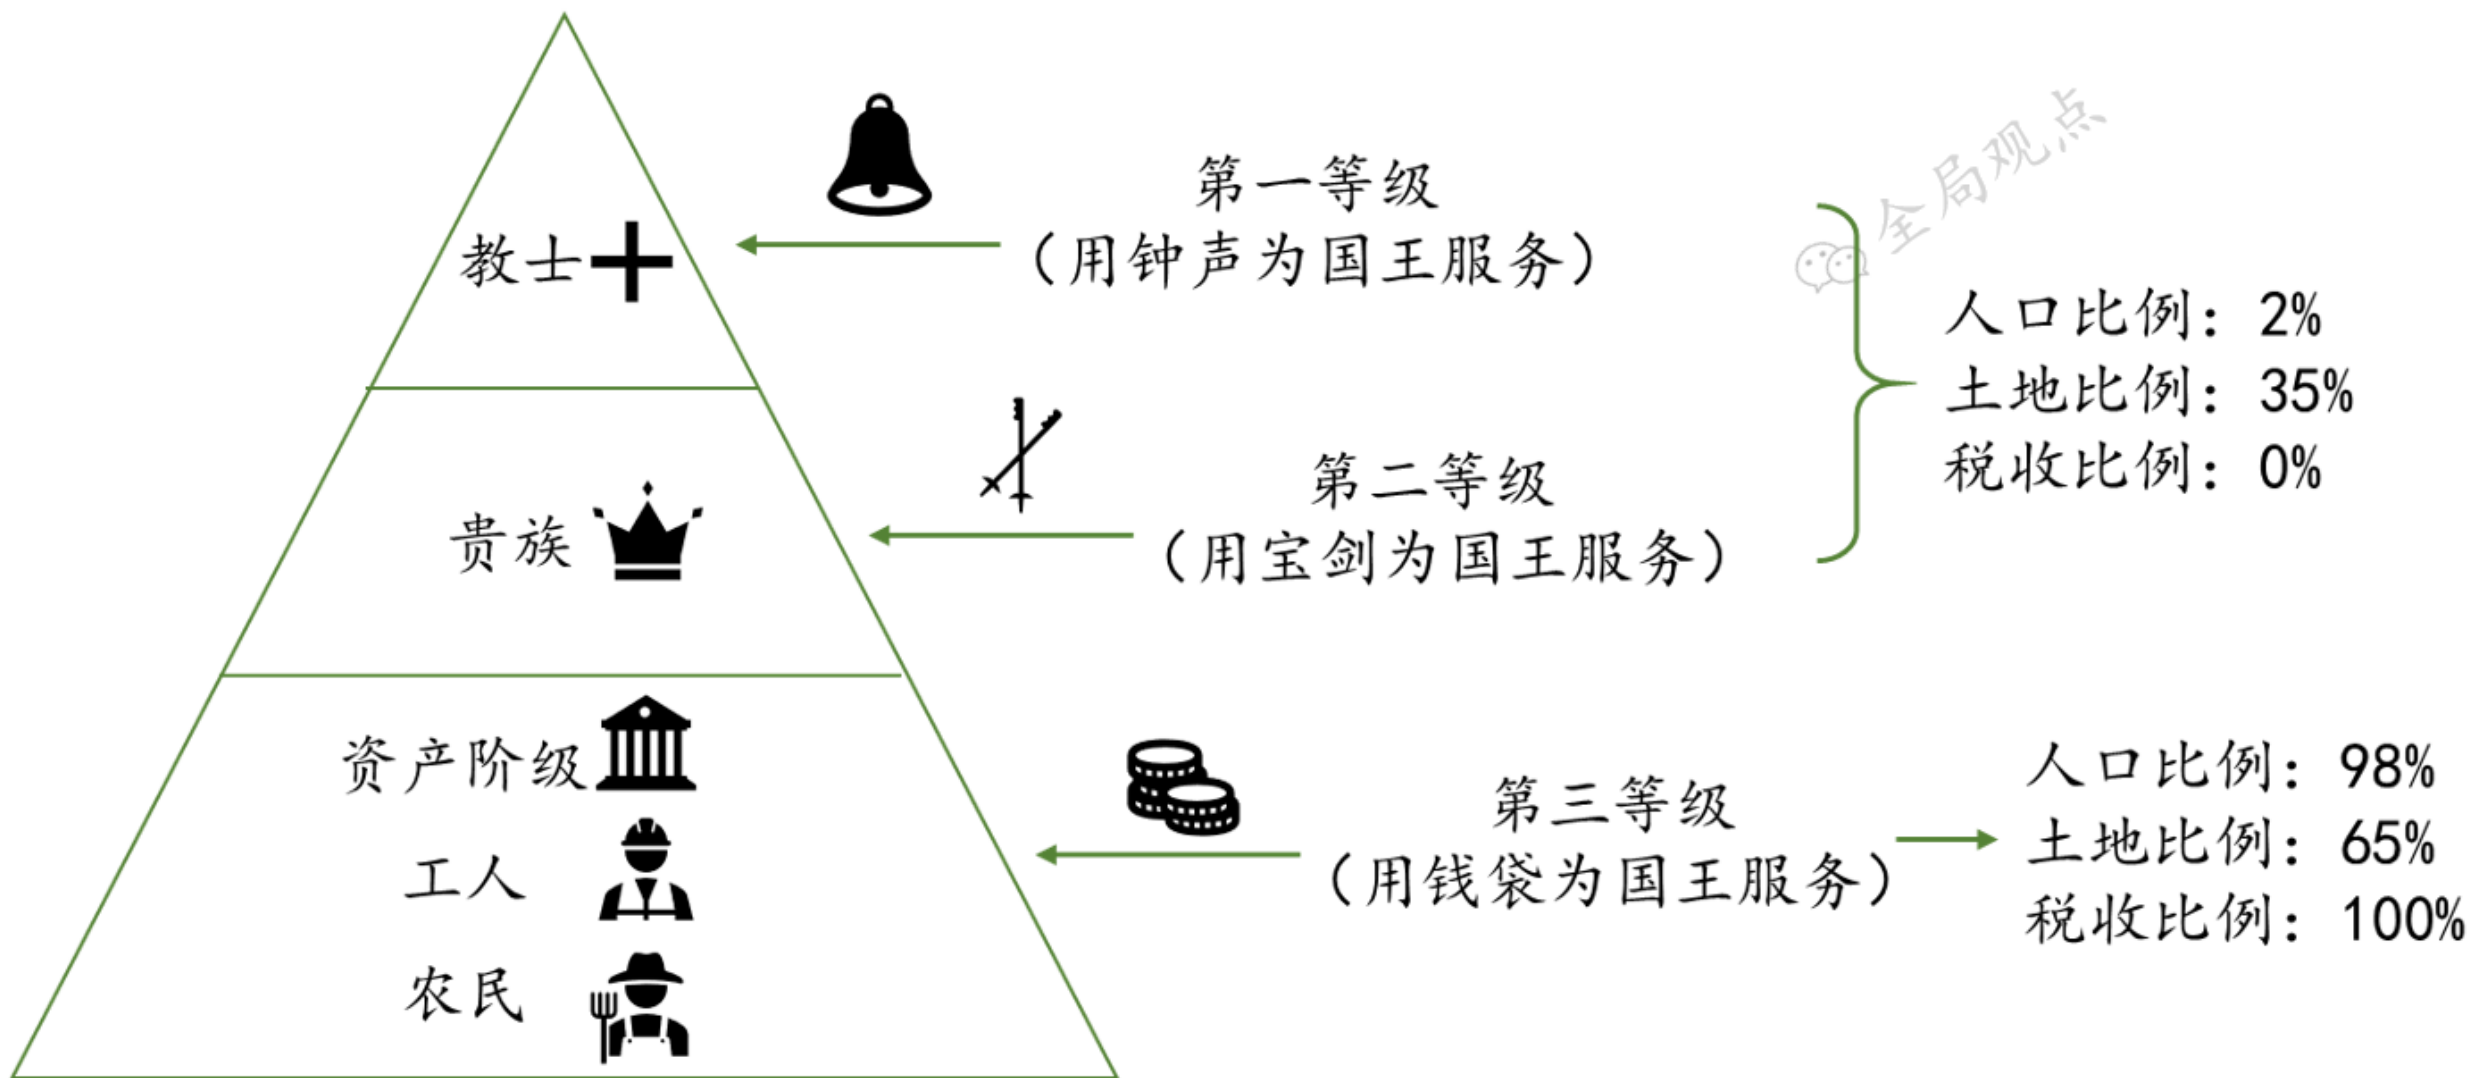 教士
第一等级
（用钟声为国王服务）
全局观点
人口比例：2%
土地比例：35%
税收比例：0%
贵族
第二等级
（用宝剑为国王服务）
资产阶级
工人
农民
第三等级
（用钱袋为国王服务）
人口比例：98%
土地比例：65%
税收比例：100%